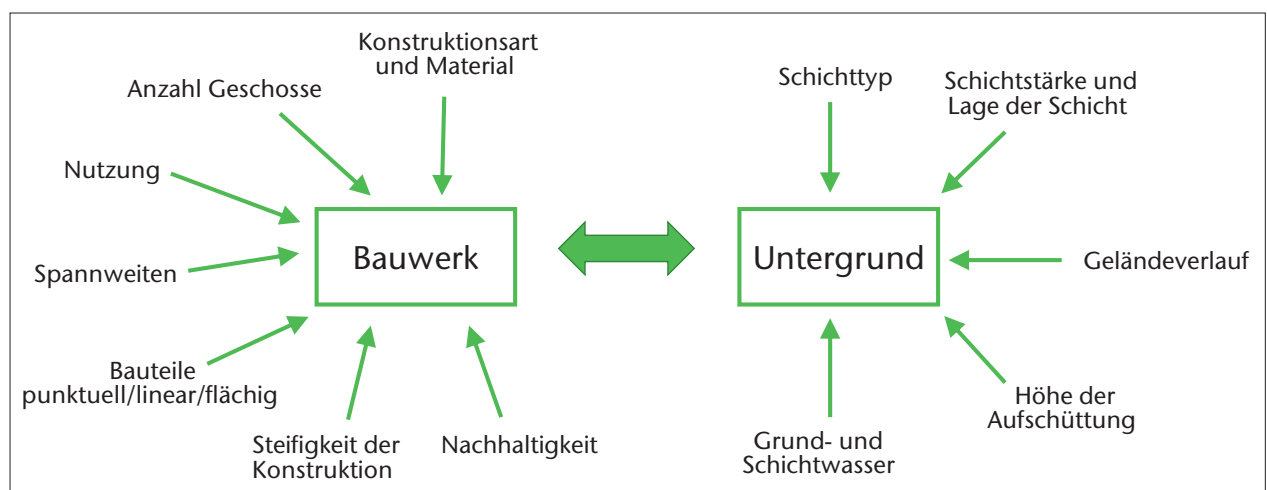 Konstruktionsart
und Material
Anzahl Geschosse
Nutzung
Spannweiten
Bauteile
punktuell/linear/flächig
Steifigkeit der
Konstruktion
Nachhaltigkeit
Bauwerk
Untergrund
Schichttyp
Schichtstärke und
Lage der Schicht
Geländeverlauf
Höhe der
Aufschüttung
Grund- und
Schichtwasser